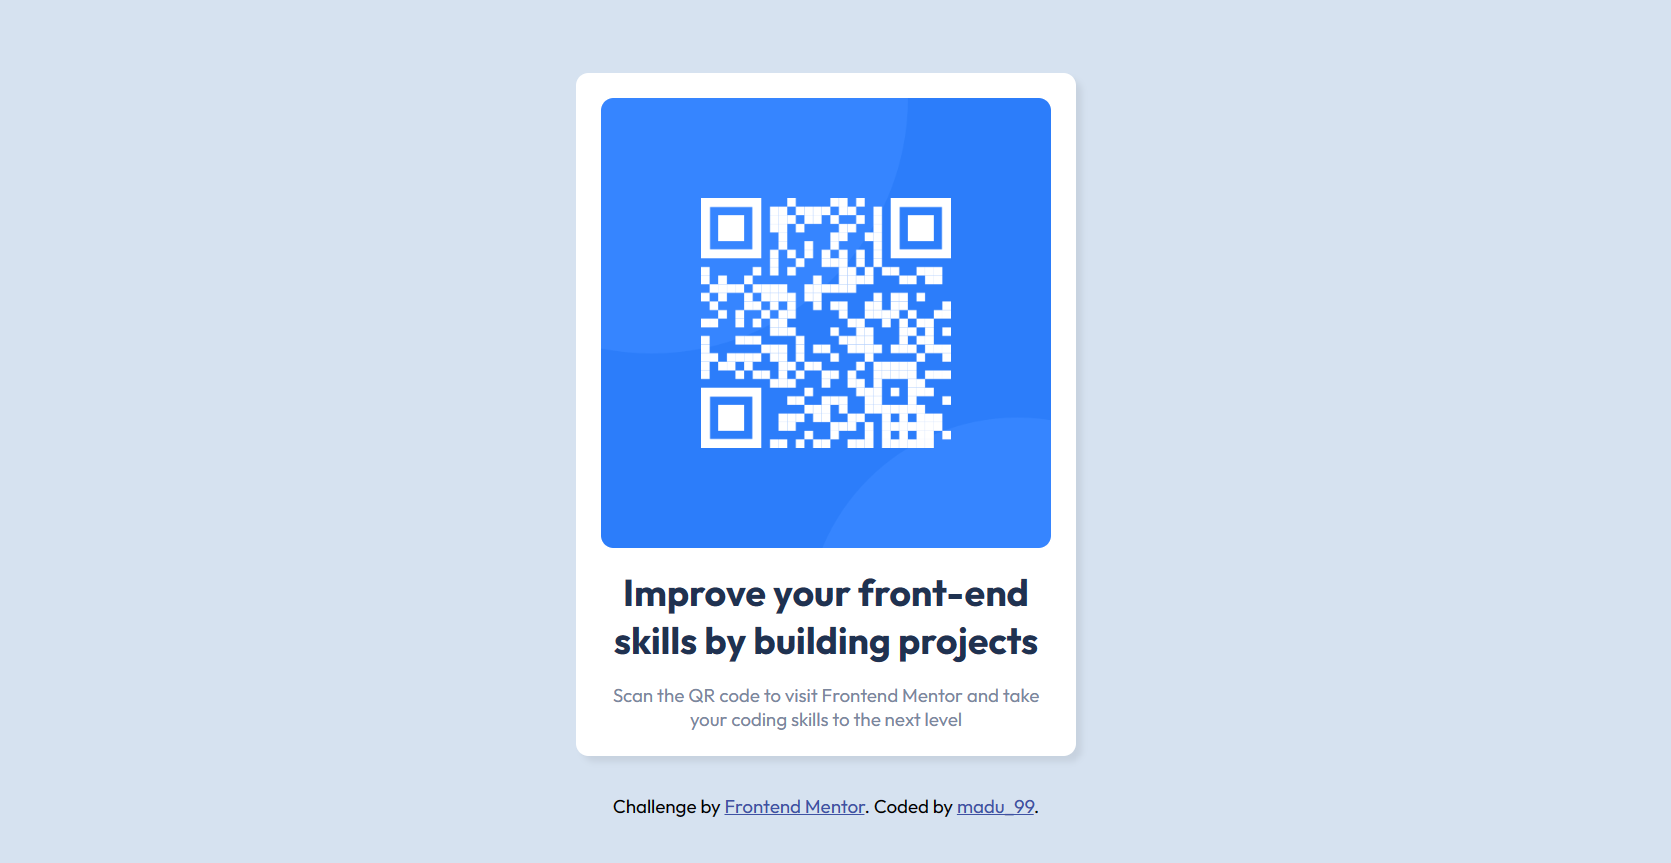 Improve your front-end
skills by building projects
Scan the QR code to visit Frontend Mentor and take
your coding skills to the next level
Challenge by Frontend Mentor. Coded by madu_99.